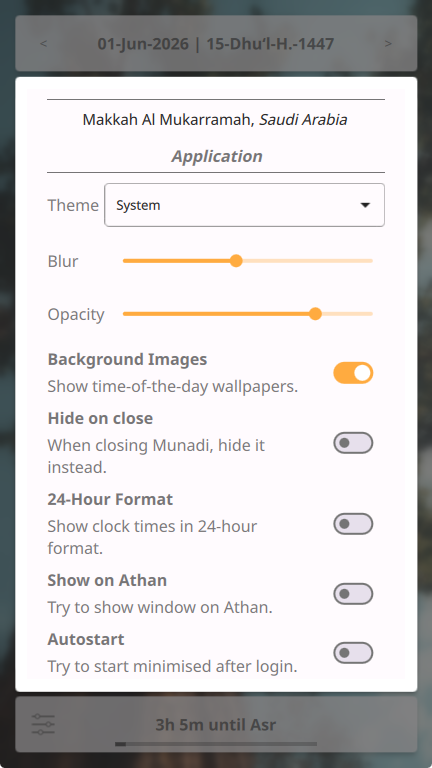 < 01-Jun-2026 | 15-Dhu‘l-H.-1447 >
Makkah Al Mukarramah, Saudi Arabia
Application
Theme System
Blur
Opacity
Background Images
Show time-of-the-day wallpapers.
Hide on close
When closing Munadi, hide it
instead.
24-Hour Format
Show clock times in 24-hour
format.
Show on Athan
Try to show window on Athan.
Autostart
Try to start minimised after login.
3h 5m until Asr